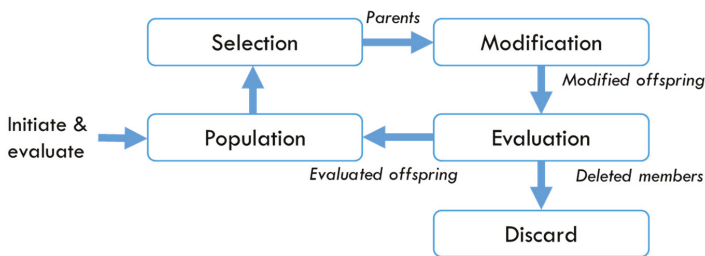 Parents
Selection
Modification
Modified offspring
Initiate &
evaluate
Population
Evaluation
Evaluated offspring
Deleted members
Discard